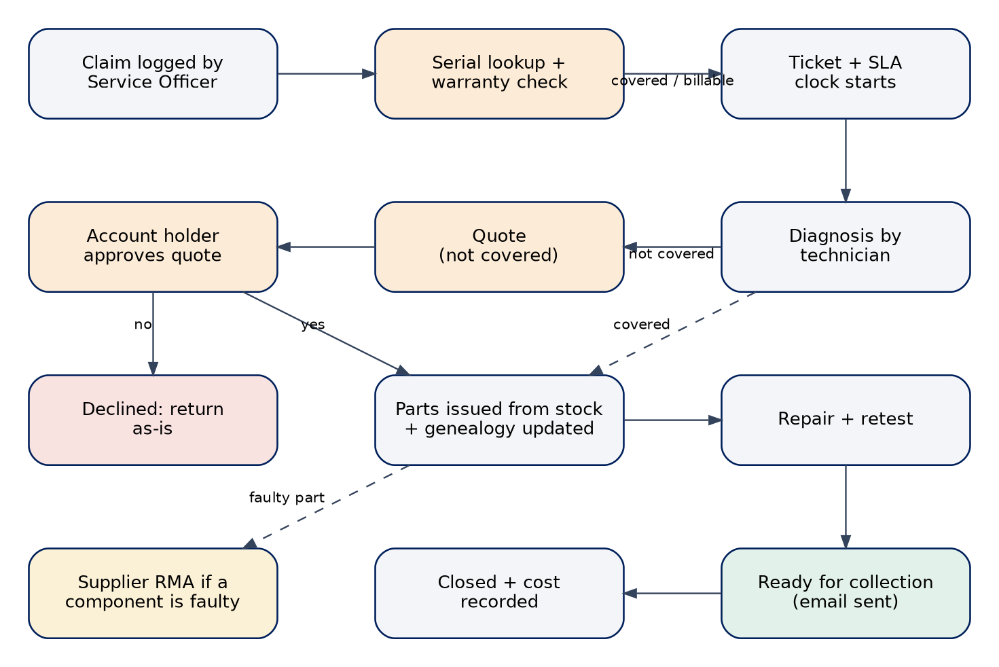 Claim logged by
Service Officer
Serial lookup +
warranty check
covered / billable
Ticket + SLA
clock starts
Account holder
approves quote
Quote
(not covered)
not covered
Diagnosis by
technician
no
yes
covered
Declined: return
as-is
Parts issued from stock
+ genealogy updated
Repair + retest
faulty part
Supplier RMA if a
component is faulty
Closed + cost
recorded
Ready for collection
(email sent)